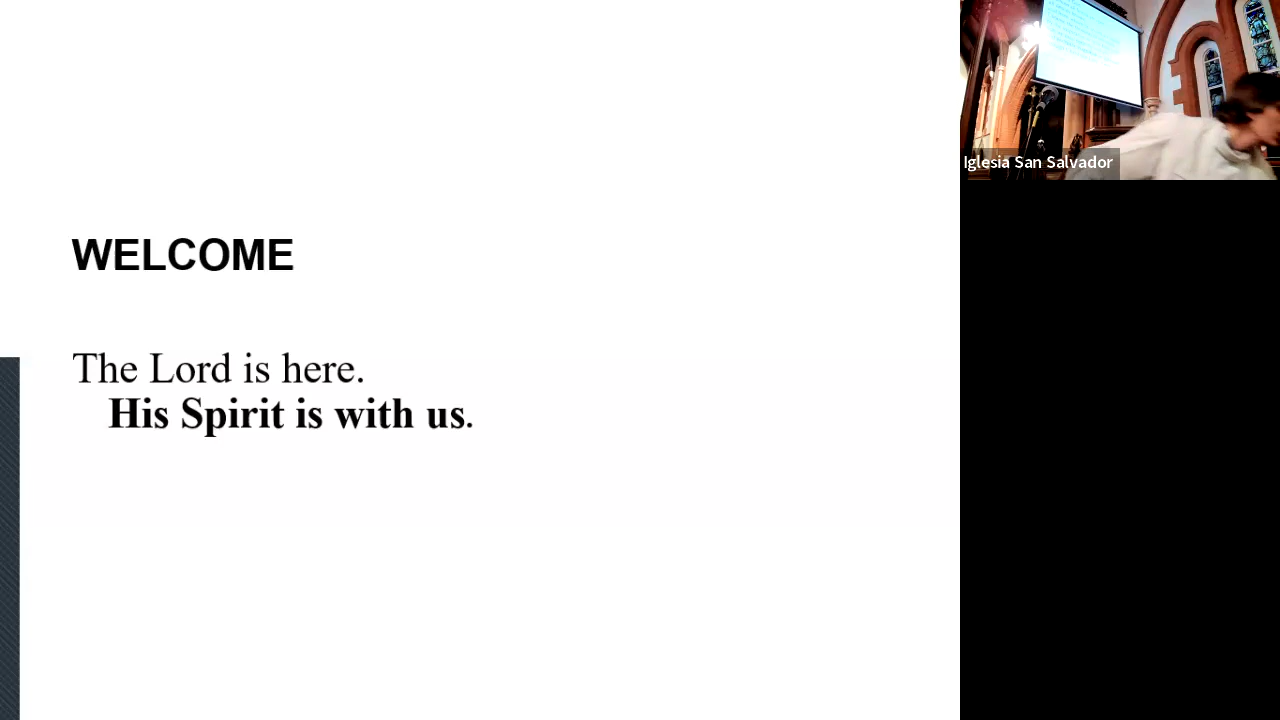 WELCOME
The Lord is here.
His Spirit is with us.
Iglesia San Salvador